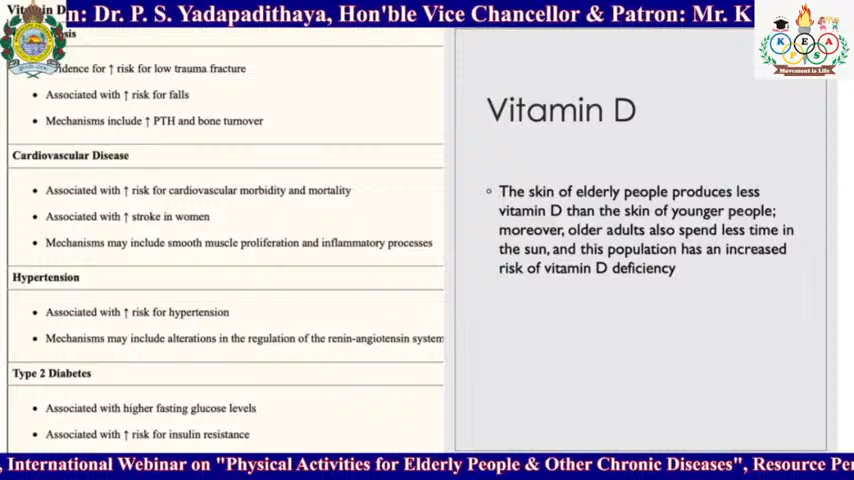 n: Dr. P. S. Yadapadithaya, Hon'ble Vice Chancellor & Patron: Mr. K
Vitamin D
idence for ↑ risk for low trauma fracture
Associated with ↑ risk for falls
Mechanisms include ↑ PTH and bone turnover
Cardiovascular Disease
Associated with ↑ risk for cardiovascular morbidity and mortality
Associated with ↑ stroke in women
Mechanisms may include smooth muscle proliferation and inflammatory processes
Hypertension
Associated with ↑ risk for hypertension
Mechanisms may include alterations in the regulation of the renin-angiotensin system
Type 2 Diabetes
Associated with higher fasting glucose levels
Associated with ↑ risk for insulin resistance
K E A
P S
Movement is Life
Vitamin D
The skin of elderly people produces less
vitamin D than the skin of younger people;
moreover, older adults also spend less time in
the sun, and this population has an increased
risk of vitamin D deficiency
, International Webinar on "Physical Activities for Elderly People & Other Chronic Diseases", Resource Per